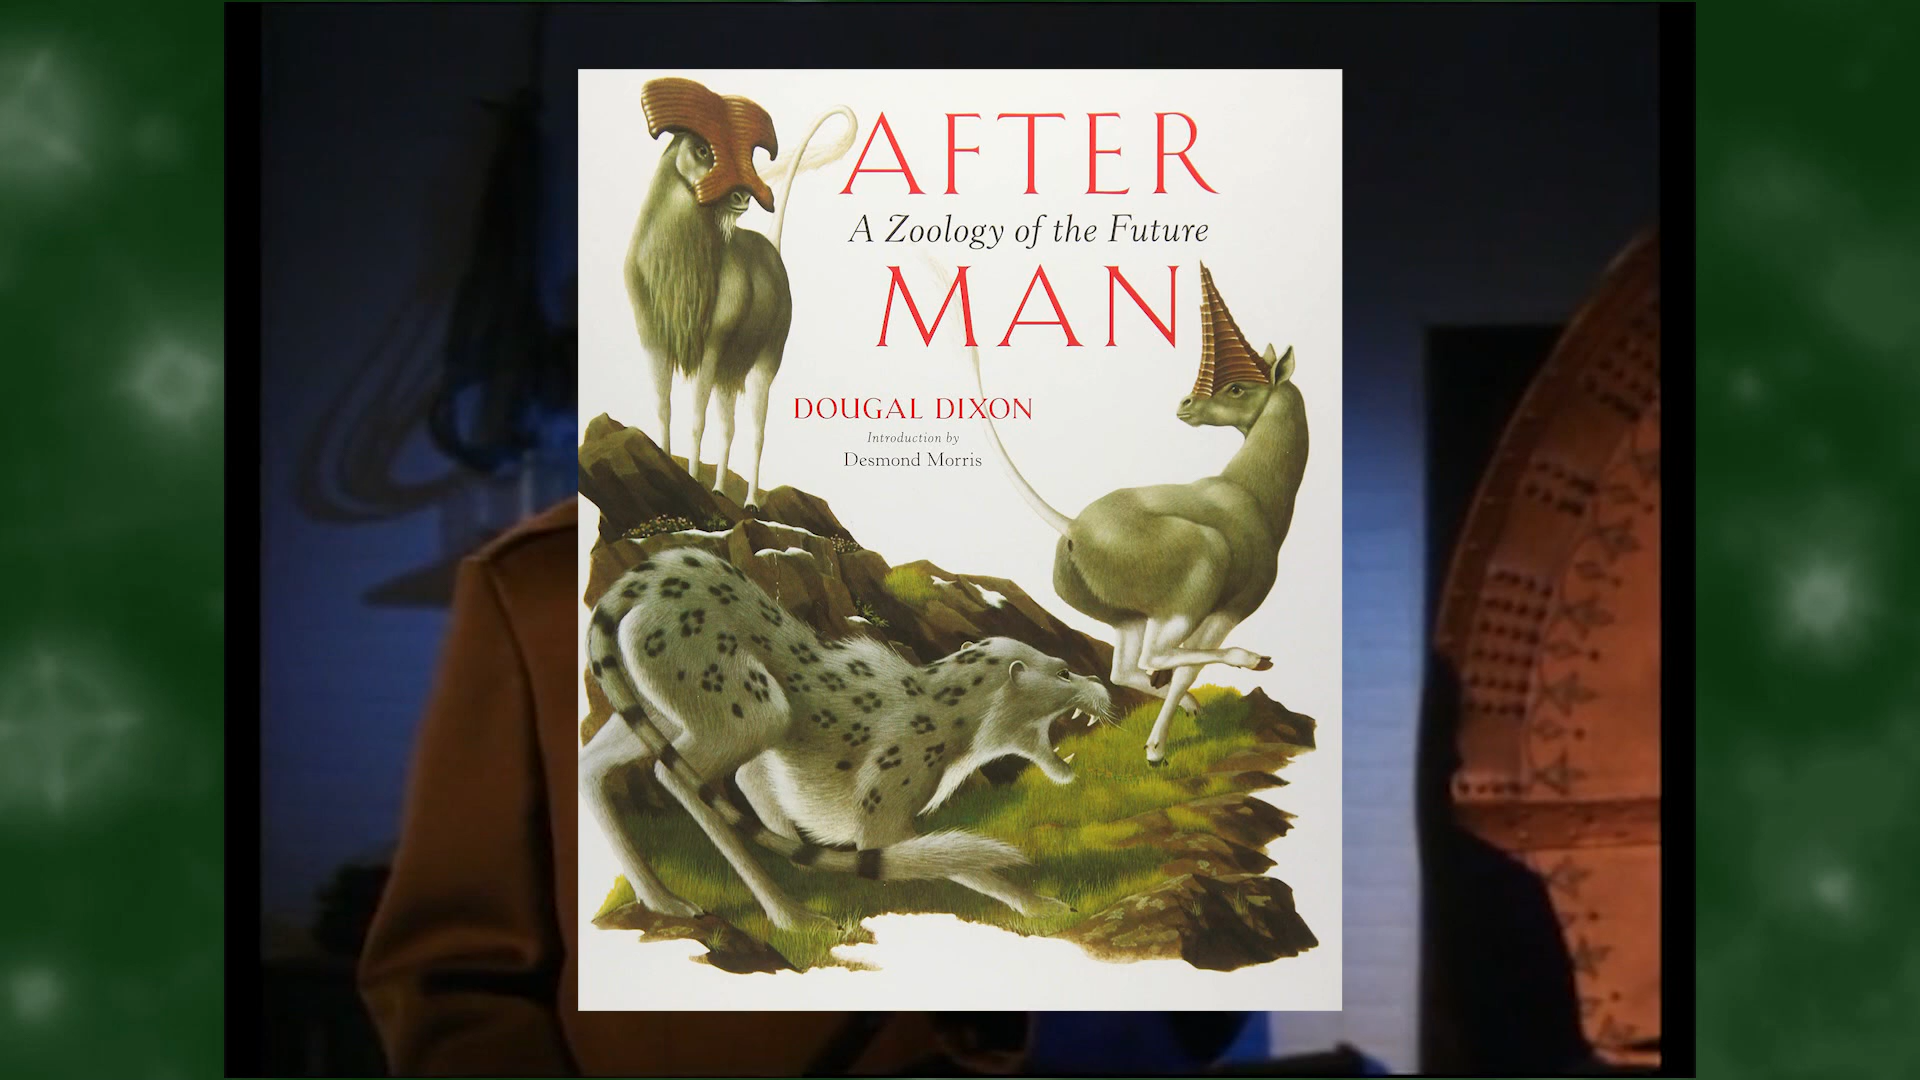 AFTER
A Zoology of the Future
MAN
DOUGAL DIXON
Introduction by
Desmond Morris